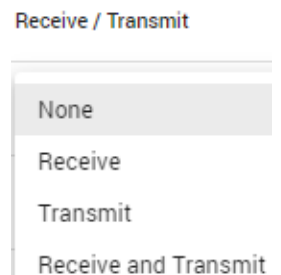 Receive / Transmit
None
Receive
Transmit
Receive and Transmit